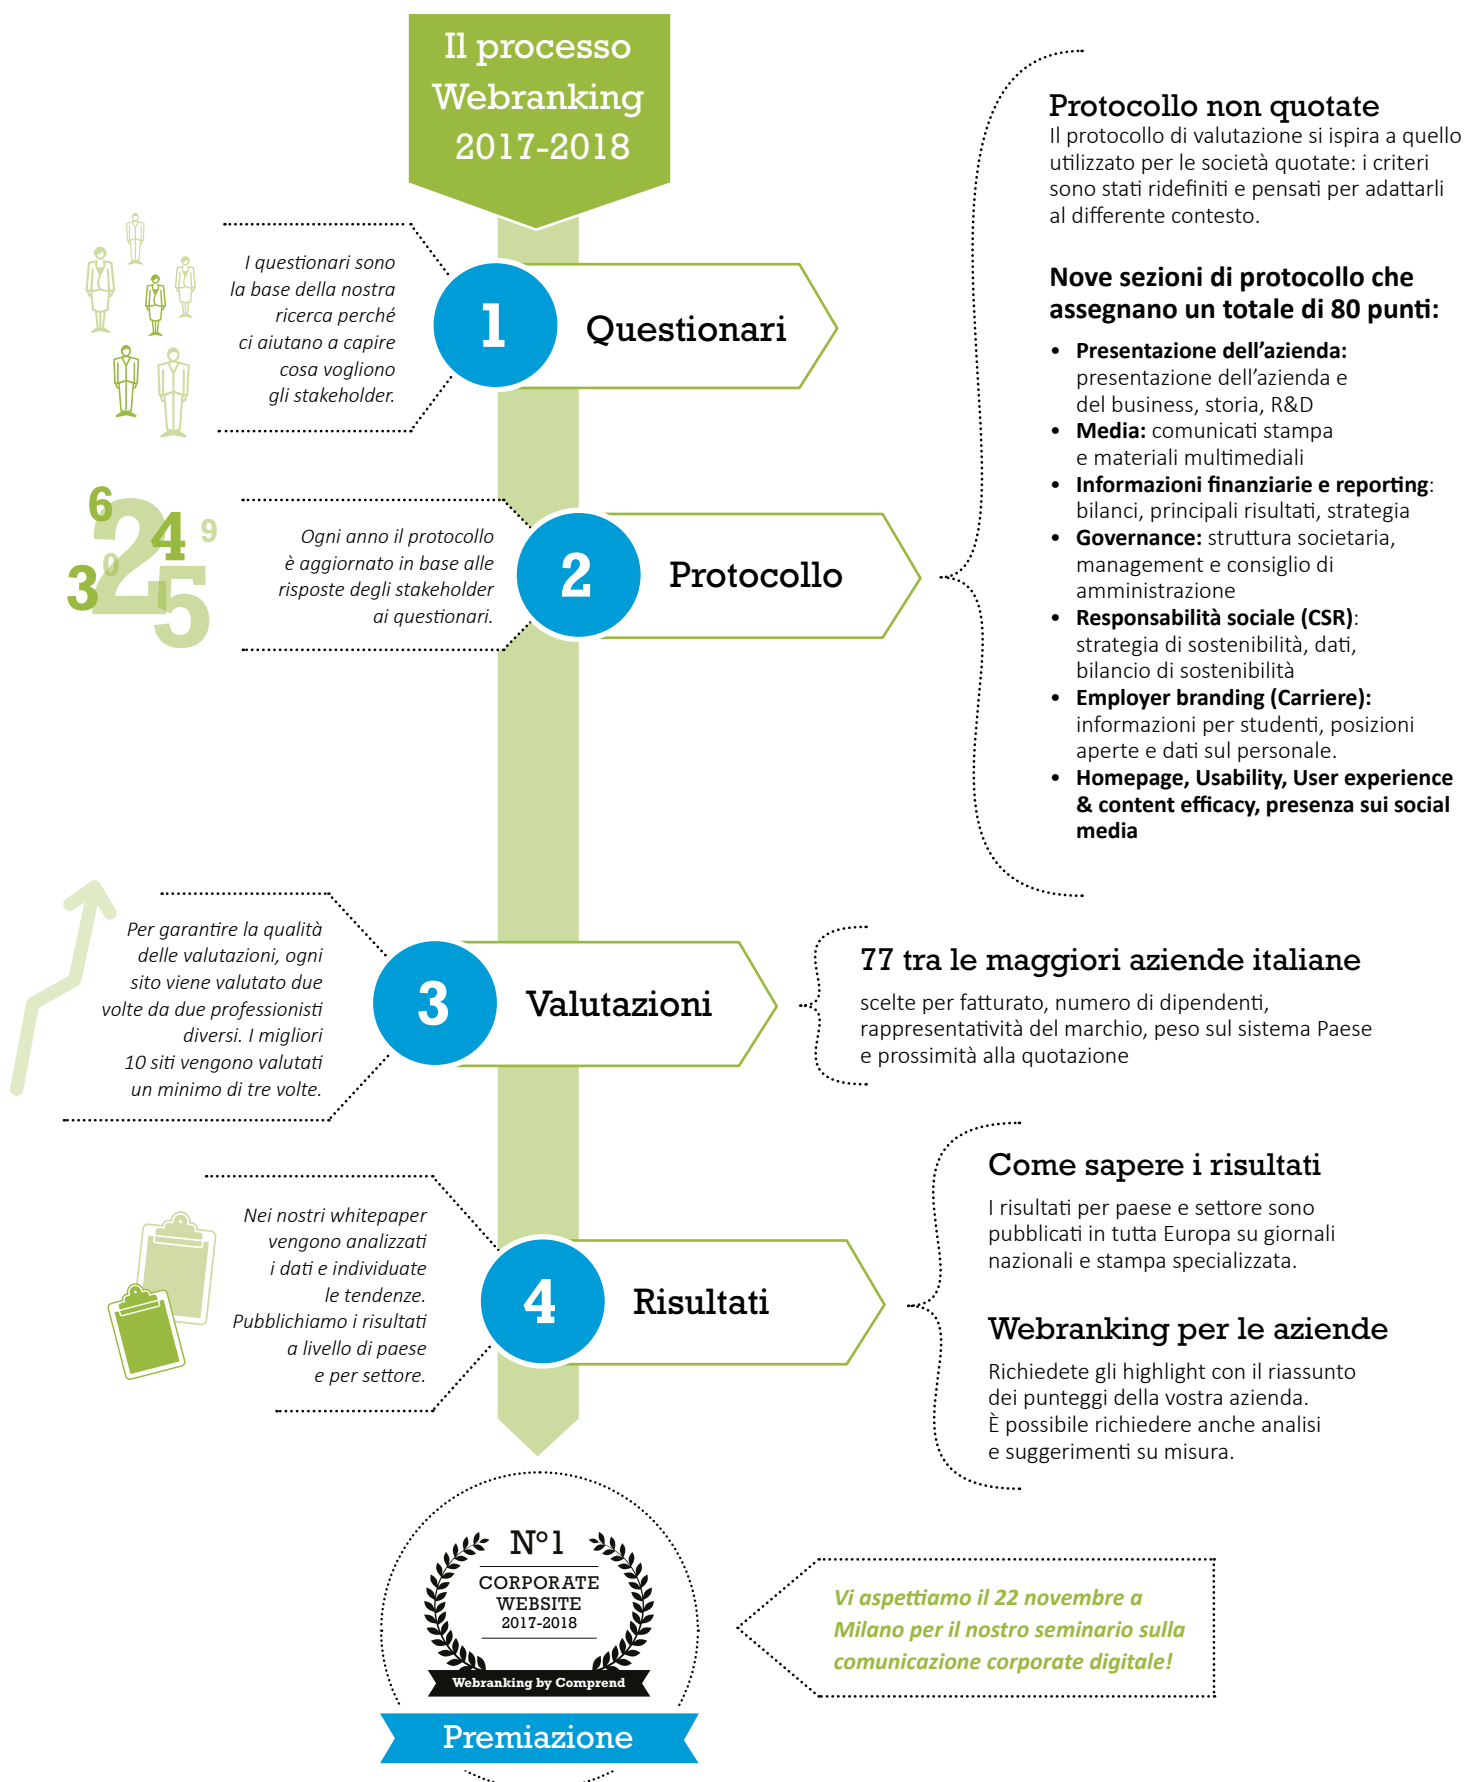 Il processo
Webranking
2017-2018
I questionari sono
la base della nostra
ricerca perché
ci aiutano a capire
cosa vogliono
gli stakeholder.
1
Questionari
6
2
4
9
3
0
5
Ogni anno il protocollo
è aggiornato in base alle
risposte degli stakeholder
ai questionari.
2
Protocollo
Protocollo non quotate
Il protocollo di valutazione si ispira a quello
utilizzato per le società quotate: i criteri
sono stati ridefiniti e pensati per adattarli
al differente contesto.
Nove sezioni di protocollo che
assegnano un totale di 80 punti:
• Presentazione dell’azienda:
presentazione dell’azienda e
del business, storia, R&D
• Media: comunicati stampa
e materiali multimediali
• Informazioni finanziarie e reporting:
bilanci, principali risultati, strategia
• Governance: struttura societaria,
management e consiglio di
amministrazione
• Responsabilità sociale (CSR):
strategia di sostenibilità, dati,
bilancio di sostenibilità
• Employer branding (Carriere):
informazioni per studenti, posizioni
aperte e dati sul personale.
• Homepage, Usability, User experience
& content efficacy, presenza sui social
media
Per garantire la qualità
delle valutazioni, ogni
sito viene valutato due
volte da due professionisti
diversi. I migliori
10 siti vengono valutati
un minimo di tre volte.
3
Valutazioni
77 tra le maggiori aziende italiane
scelte per fatturato, numero di dipendenti,
rappresentatività del marchio, peso sul sistema Paese
e prossimità alla quotazione
Nei nostri whitepaper
vengono analizzati
i dati e individuate
le tendenze.
Pubblichiamo i risultati
a livello di paese
e per settore.
4
Risultati
Come sapere i risultati
I risultati per paese e settore sono
pubblicati in tutta Europa su giornali
nazionali e stampa specializzata.
Webranking per le aziende
Richiedete gli highlight con il riassunto
dei punteggi della vostra azienda.
È possibile richiedere anche analisi
e suggerimenti su misura.
N°1
CORPORATE
WEBSITE
2017-2018
Webranking by Comprend
Premiazione
Vi aspettiamo il 22 novembre a
Milano per il nostro seminario sulla
comunicazione corporate digitale!